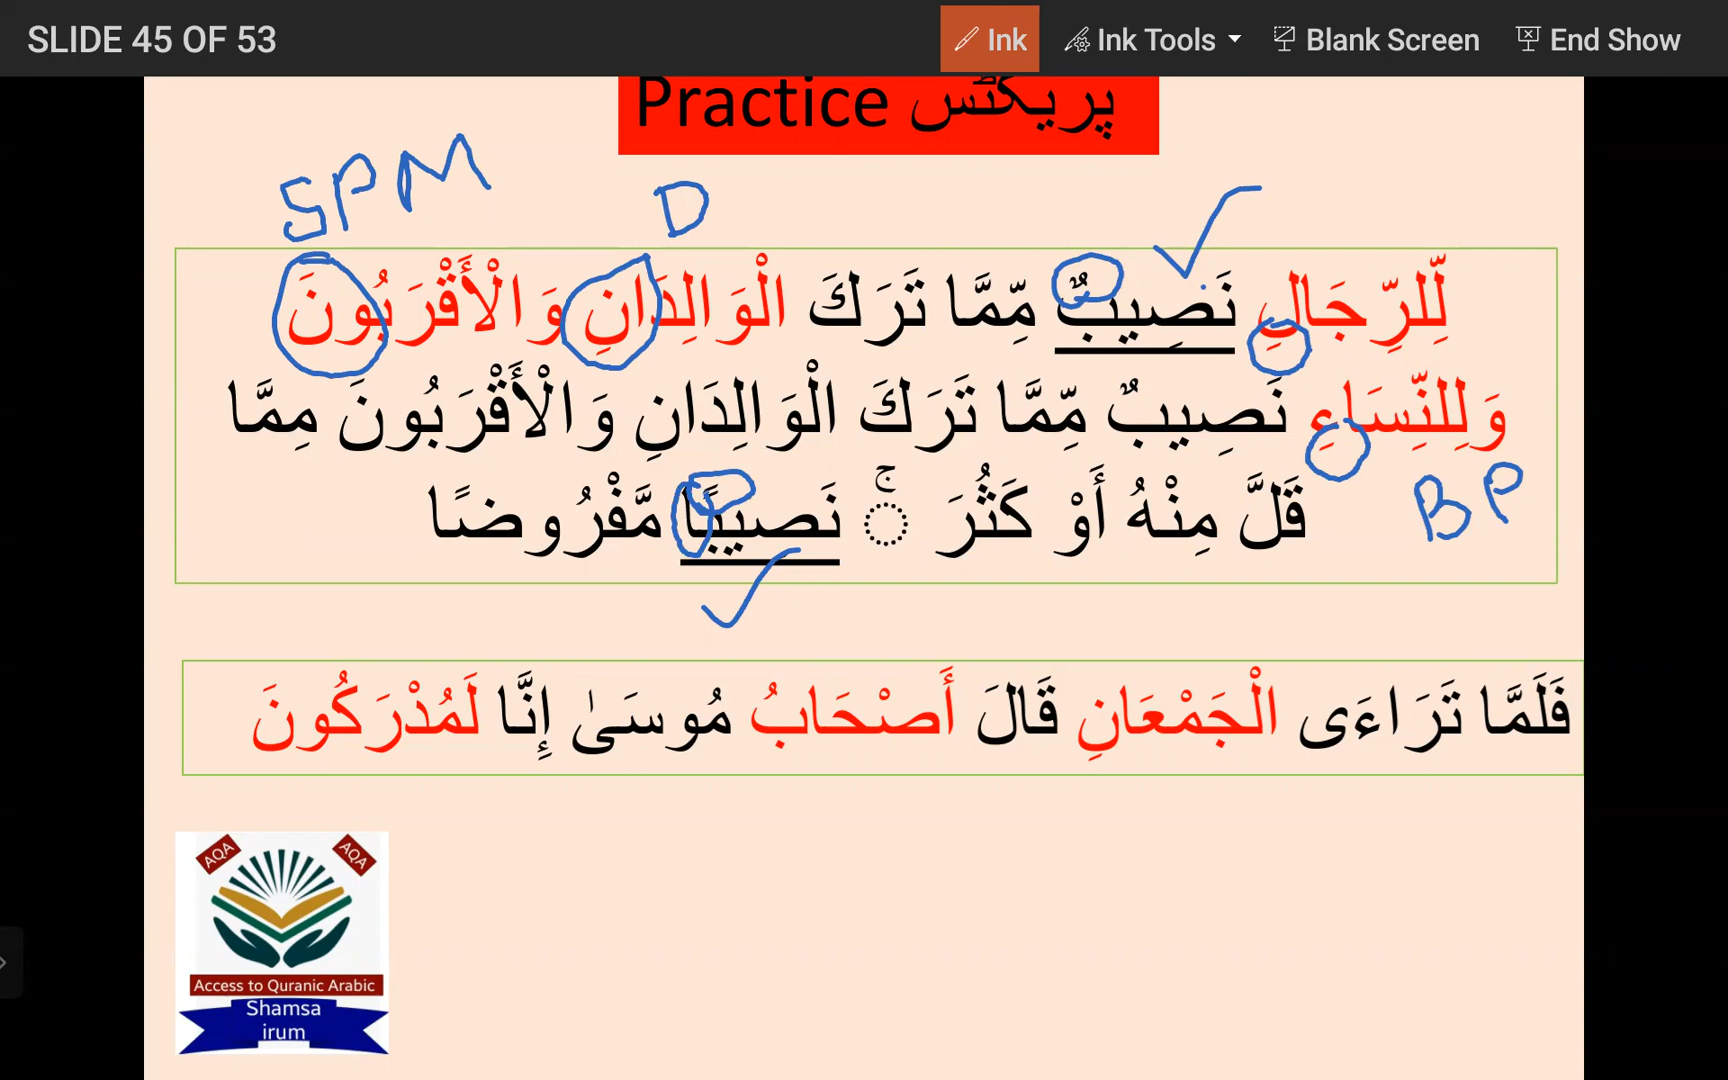 SLIDE 45 OF 53
Ink
Ink Tools
Blank Screen
End Show
Practice پریکٹس
SPM
D
لِّلرِّجَالِ نَصِيبٌ مِّمَّا تَرَكَ الْوَالِدَانِ وَالْأَقْرَبُونَ
وَلِلنِّسَاءِ نَصِيبٌ مِّمَّا تَرَكَ الْوَالِدَانِ وَالْأَقْرَبُونَ مِمَّا
قَلَّ مِنْهُ أَوْ كَثُرَ ۚ نَصِيبًا مَّفْرُوضًا
BP
فَلَمَّا تَرَاءَى الْجَمْعَانِ قَالَ أَصْحَابُ مُوسَىٰ إِنَّا لَمُدْرَكُونَ
AQA
AQA
Access to Quranic Arabic
Shamsa
irum